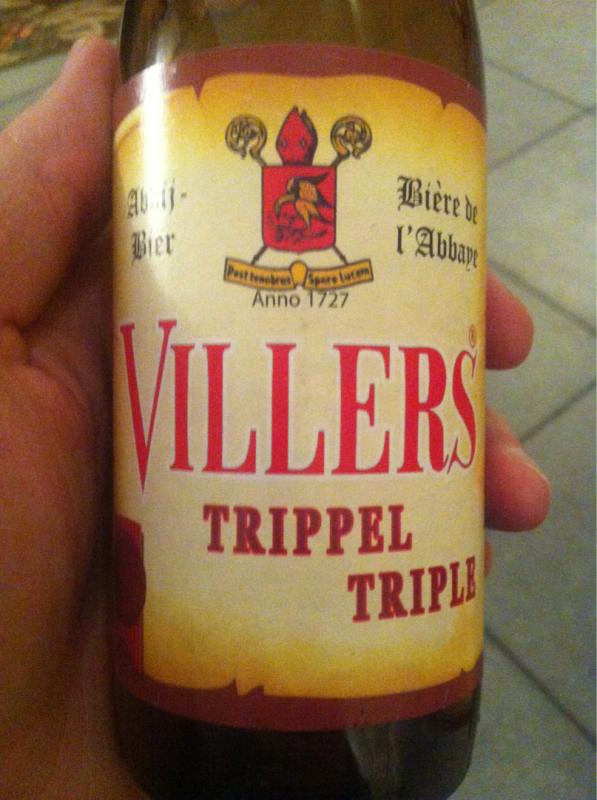 Abdij-
Bier
Bière de
l'Abbaye
Post tenebras Spero Lucem
Anno 1727
VILLERS®
TRIPPEL
TRIPLE